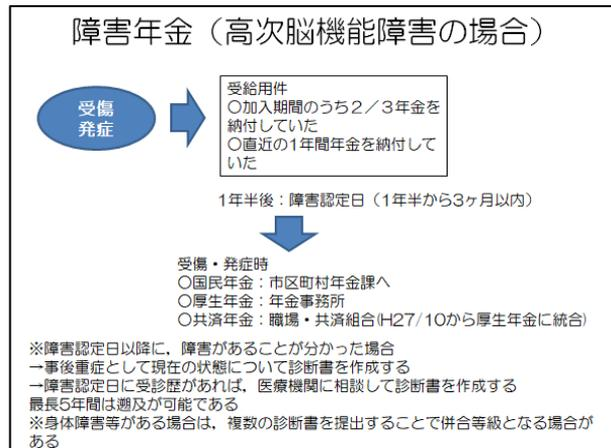 障害年金（高次脳機能障害の場合）
受傷
発症
受給用件
○加入期間のうち２／３年金を
納付していた
○直近の1年間年金を納付して
いた
1年半後：障害認定日（1年半から3ヶ月以内）
受傷・発症時
○国民年金：市区町村年金課へ
○厚生年金：年金事務所
○共済年金：職場・共済組合(H27/10から厚生年金に統合)
※障害認定日以降に，障害があることが分かった場合
→事後重症として現在の状態について診断書を作成する
→障害認定日に受診歴があれば，医療機関に相談して診断書を作成する
最長5年間は遡及が可能である
※身体障害等がある場合は，複数の診断書を提出することで併合等級となる場合が
ある